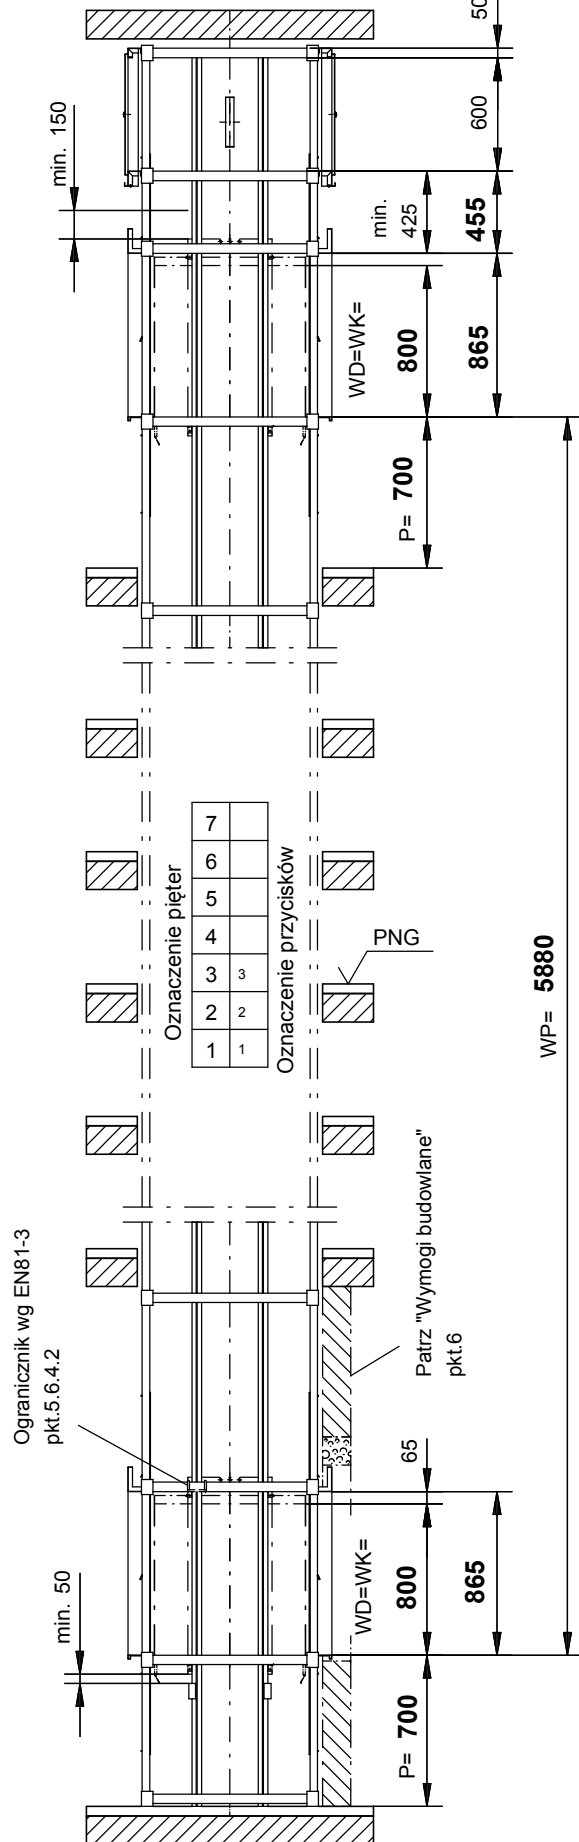 50
600
min. 150
min.
425
455
WD=WK=
800
865
P= 700
7
6
5
4
3 3
2 2
1 1
Oznaczenie pięter
Oznaczenie przycisków
PNG
WP= 5880
Ogranicznik wg EN81-3
pkt.5.6.4.2
Patrz "Wymogi budowlane"
pkt.6
65
min. 50
WD=WK=
800
865
P= 700